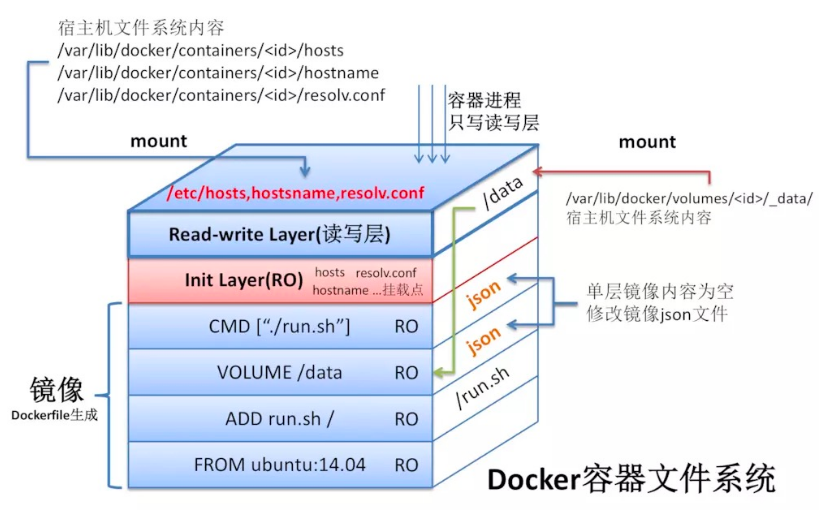 宿主机文件系统内容
/var/lib/docker/containers/<id>/hosts
/var/lib/docker/containers/<id>/hostname
/var/lib/docker/containers/<id>/resolv.conf
容器进程
只写读写层
mount
mount
/etc/hosts,hostsname,resolv.conf
/data
/var/lib/docker/volumes/<id>/_data/
宿主机文件系统内容
Read-write Layer(读写层)
Init Layer(RO)
hosts resolv.conf
hostname ...挂载点
json
单层镜像内容为空
修改镜像json文件
CMD [“./run.sh”] RO
json
VOLUME /data RO
/run.sh
镜像
Dockerfile生成
ADD run.sh / RO
FROM ubuntu:14.04 RO
Docker容器文件系统